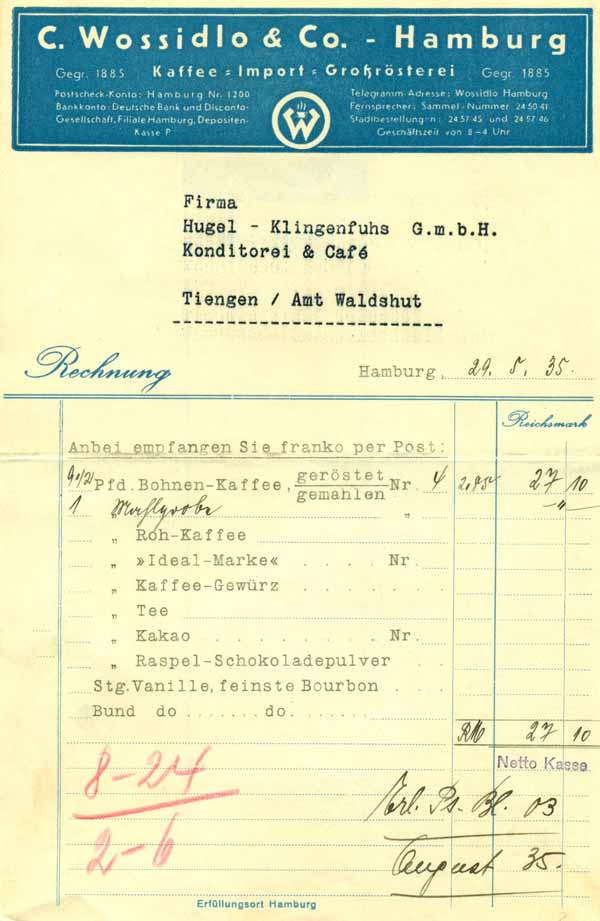 C. Wossidlo & Co. - Hamburg
Gegr. 1885 Kaffee = Import = Großrösterei Gegr. 1885
Postscheck-Konto: Hamburg Nr. 1200
Bankkonto: Deutsche Bank und Disconto-
Gesellschaft, Filiale Hamburg, Depositen-
Kasse P
W
Telegramm-Adresse: Wossidlo Hamburg
Fernsprecher: Sammel-Nummer 24 50 41
Stadtbestellungen: 24 57 45 und 24 57 46
Geschäftszeit von 8-4 Uhr
Firma
Hugel - Klingenfuhs G.m.b.H.
Konditorei & Café
Tiengen / Amt Waldshut
Rechnung
Hamburg, 29. 8. 35.
Reichsmark
Anbei empfangen Sie franko per Post:
9 1/2 Pfd. Bohnen-Kaffee, geröstet gemahlen Nr. 4 2.85 27 10
1 „ Mahlprobe „ -„-
„ Roh-Kaffee
„ »Ideal-Marke« . . . . Nr.
„ Kaffee-Gewürz . . . . . .
„ Tee
„ Kakao . . . . . . . . Nr.
„ Raspel-Schokoladepulver . .
Stg. Vanille, feinste Bourbon . . .
Bund do.......do. ......
RM 27 10
Netto Kasse
8-24
2-6
03
August 35.
Erfüllungsort Hamburg